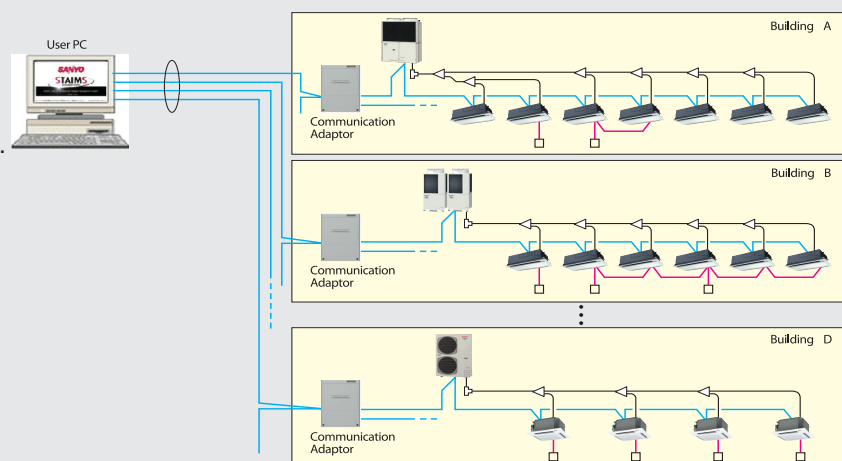 User PC
SANYO
STAIMS
Building A
Communication
Adaptor
Building B
Communication
Adaptor
Building D
Communication
Adaptor